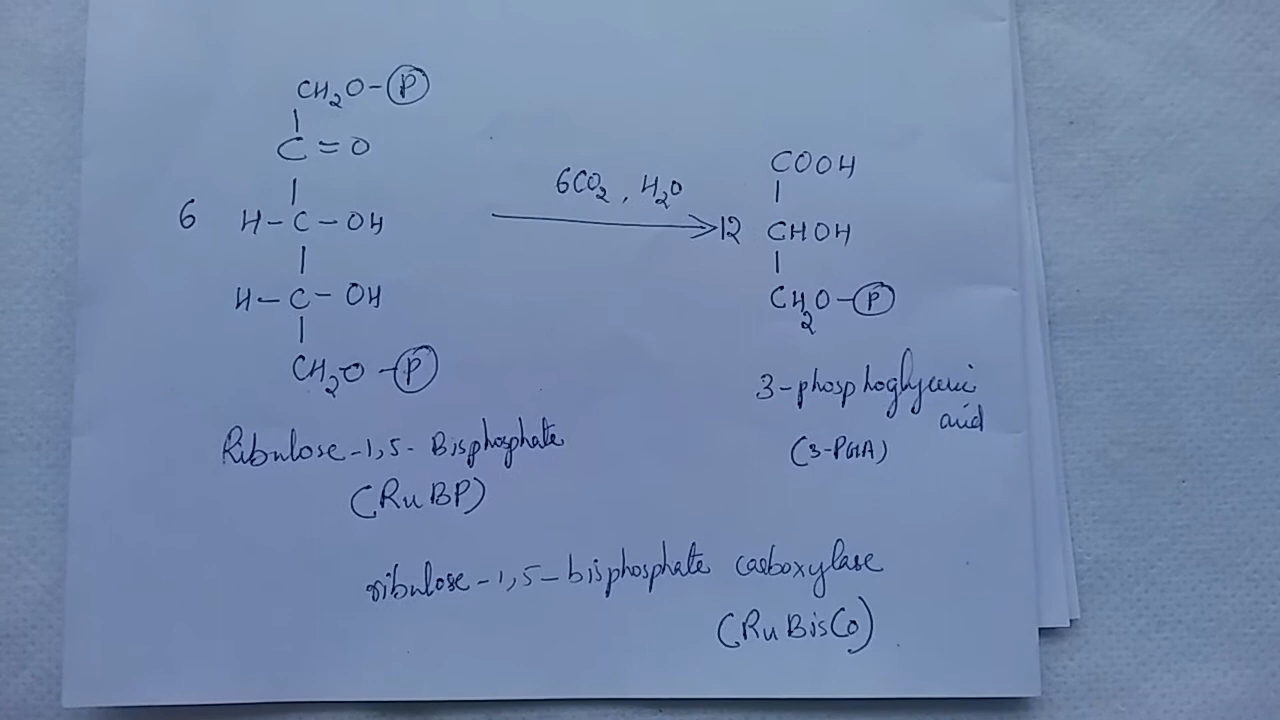 CH₂O-Ⓟ
|
C=O
|
6 H-C-OH
|
H-C-OH
|
CH₂O-Ⓟ
Ribulose-1,5-Bisphosphate
(RuBP)
6CO₂, H₂O
12
COOH
|
CHOH
|
CH₂O-Ⓟ
3-phosphoglyceric
acid
(3-PGA)
ribulose-1,5-bisphosphate carboxylase
(RuBisCo)